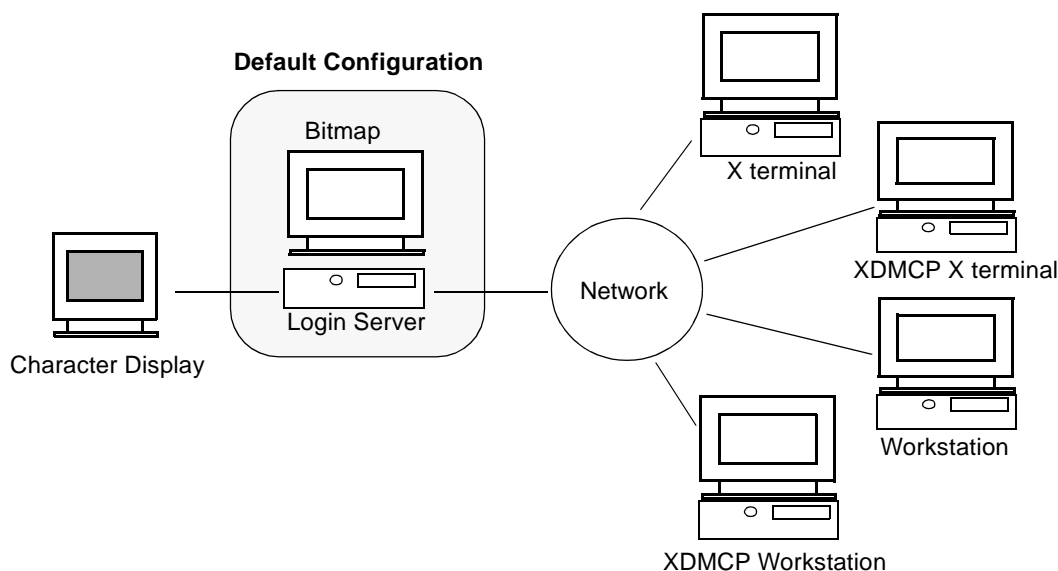 Default Configuration
Bitmap
X terminal
XDMCP X terminal
Network
Login Server
Character Display
Workstation
XDMCP Workstation